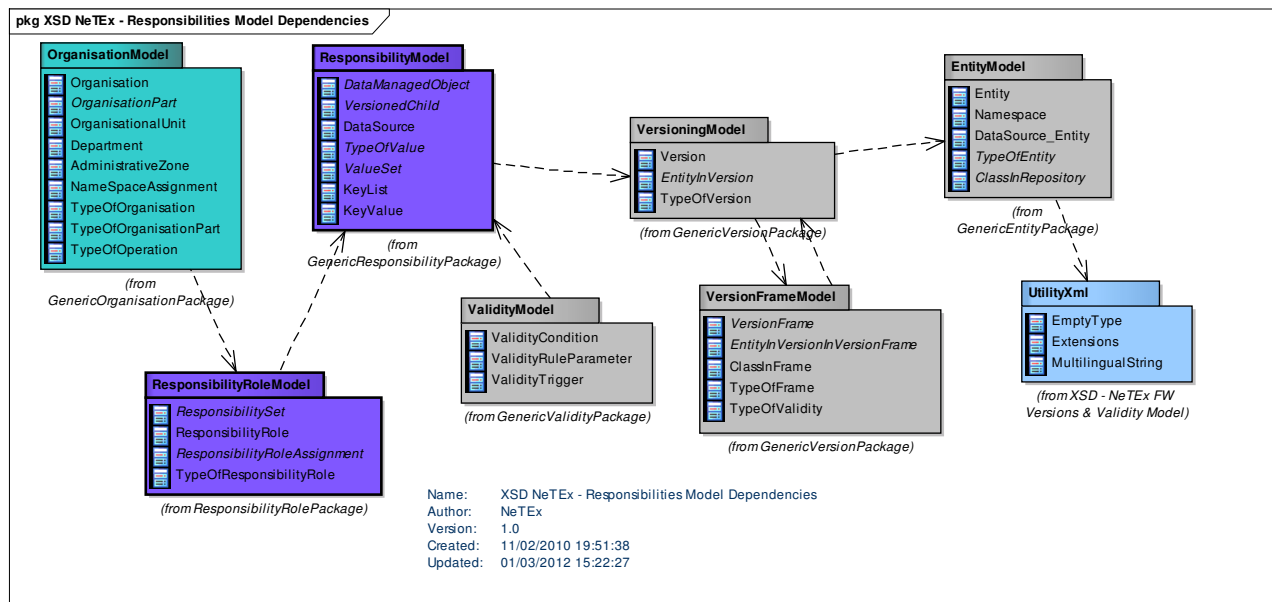 pkg XSD NeTEx - Responsibilities Model Dependencies
OrganisationModel
Organisation
OrganisationPart
OrganisationalUnit
Department
AdministrativeZone
NameSpaceAssignment
TypeOfOrganisation
TypeOfOrganisationPart
TypeOfOperation
(from
GenericOrganisationPackage)
ResponsibilityModel
DataManagedObject
VersionedChild
DataSource
TypeOfValue
ValueSet
KeyList
KeyValue
(from
GenericResponsibilityPackage)
VersioningModel
Version
EntityInVersion
TypeOfVersion
(from GenericVersionPackage)
EntityModel
Entity
Namespace
DataSource_Entity
TypeOfEntity
ClassInRepository
(from
GenericEntityPackage)
ResponsibilityRoleModel
ResponsibilitySet
ResponsibilityRole
ResponsibilityRoleAssignment
TypeOfResponsibilityRole
(from ResponsibilityRolePackage)
ValidityModel
ValidityCondition
ValidityRuleParameter
ValidityTrigger
(from GenericValidityPackage)
VersionFrameModel
VersionFrame
EntityInVersionInVersionFrame
ClassInFrame
TypeOfFrame
TypeOfValidity
(from GenericVersionPackage)
UtilityXml
EmptyType
Extensions
MultilingualString
(from XSD - NeTEx FW
Versions & Validity Model)
Name: XSD NeTEx - Responsibilities Model Dependencies
Author: NeTEx
Version: 1.0
Created: 11/02/2010 19:51:38
Updated: 01/03/2012 15:22:27